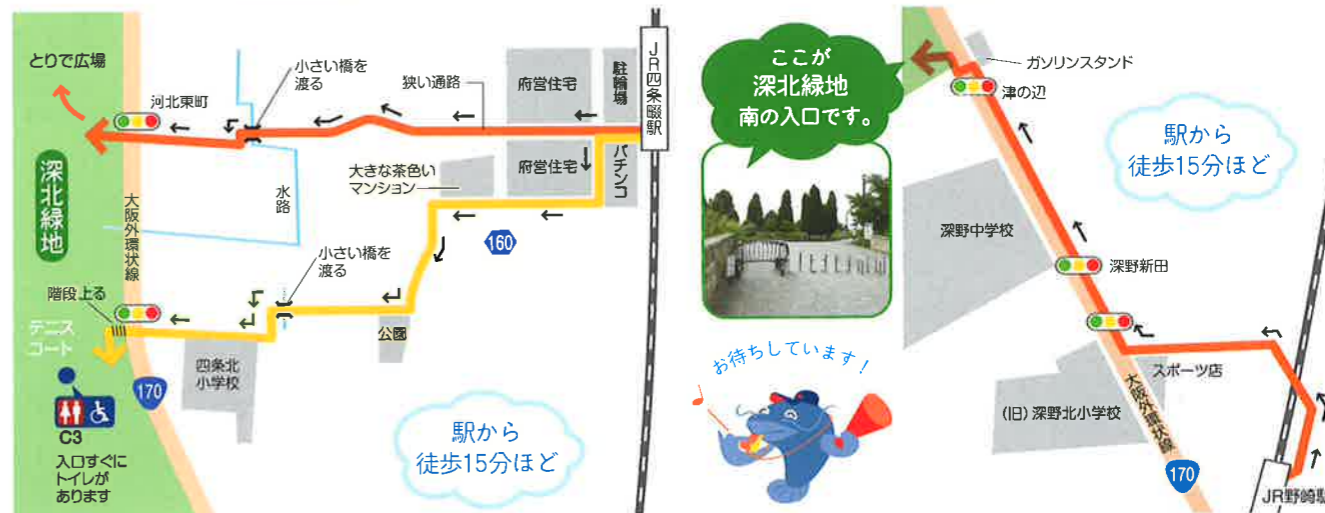 とりで広場
河北東町
小さい橋を
渡る
狭い通路
府営住宅
駐輪場
JR四条畷駅
深北緑地
大阪外環状線
水路
大きな茶色い
マンション
府営住宅
パチンコ
160
小さい橋を
渡る
階段上る
テニス
コート
四条北
小学校
公園
170
C3
入口すぐに
トイレが
あります
駅から
徒歩15分ほど
ここが
深北緑地
南の入口です。
お待ちしています!
ガソリンスタンド
津の辺
駅から
徒歩15分ほど
深野中学校
深野新田
スポーツ店
(旧)深野北小学校
大阪外環状線
170
JR野崎駅